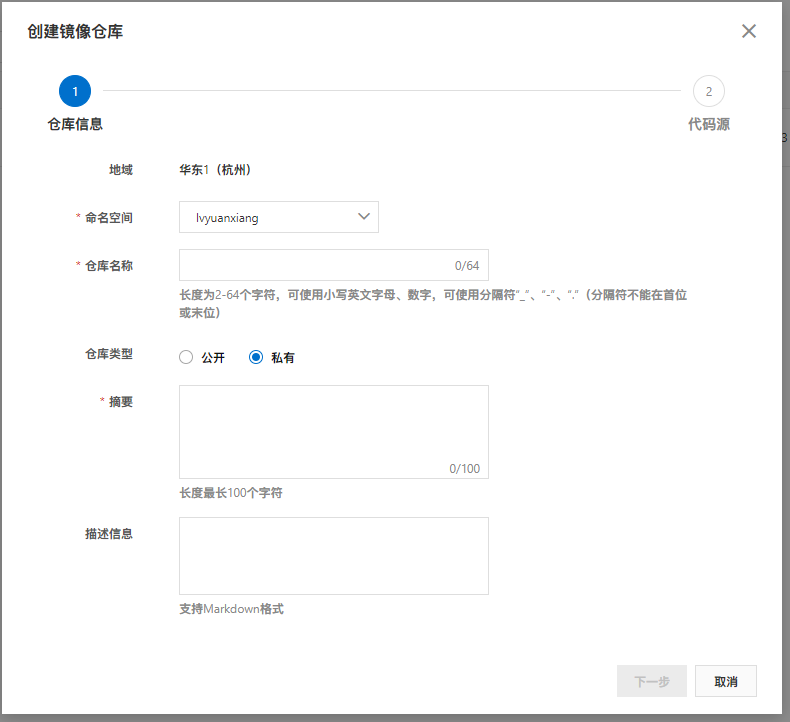 创建镜像仓库
1
2
仓库信息
代码源
3
地域 华东1（杭州）
* 命名空间 lvyuanxiang
* 仓库名称 0/64
长度为2-64个字符，可使用小写英文字母、数字，可使用分隔符“_”、“-”、“.”（分隔符不能在首位
或末位）
仓库类型 公开 私有
* 摘要
0/100
长度最长100个字符
描述信息
支持Markdown格式
下一步 取消